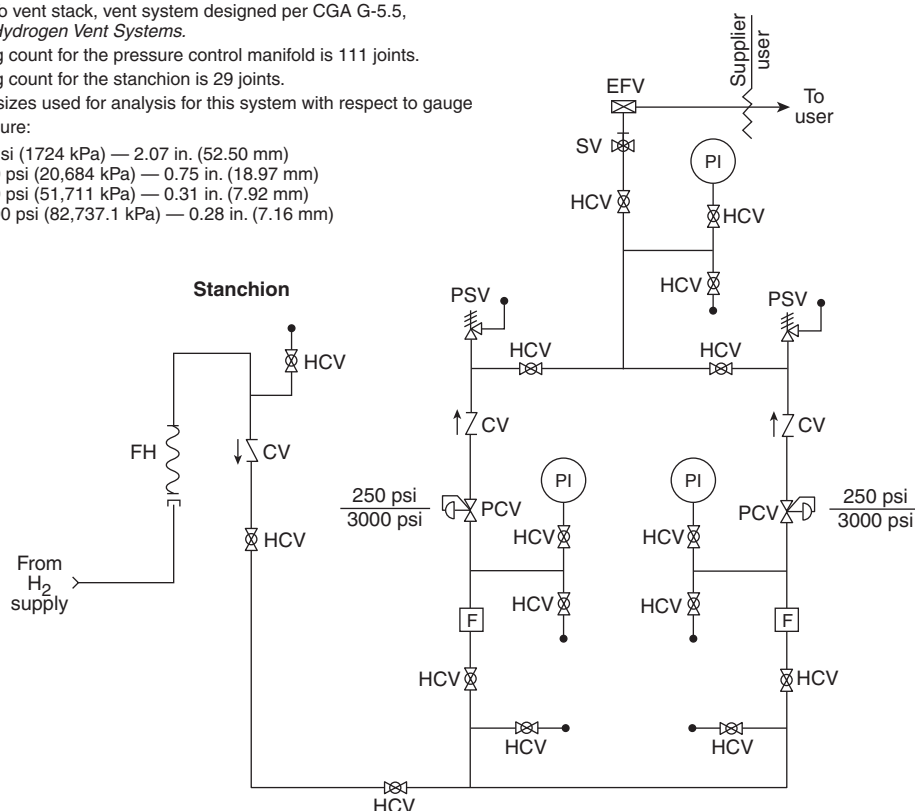 o vent stack, vent system designed per CGA G-5.5,
Hydrogen Vent Systems.
g count for the pressure control manifold is 111 joints.
g count for the stanchion is 29 joints.
sizes used for analysis for this system with respect to gauge
ure:
si (1724 kPa) — 2.07 in. (52.50 mm)
psi (20,684 kPa) — 0.75 in. (18.97 mm)
psi (51,711 kPa) — 0.31 in. (7.92 mm)
00 psi (82,737.1 kPa) — 0.28 in. (7.16 mm)
Supplier
user
EFV
To
user
SV
PI
HCV
HCV
HCV
Stanchion
PSV
PSV
HCV
HCV
HCV
FH
CV
CV
CV
PI
PI
250 psi
3000 psi
PCV
PCV
250 psi
3000 psi
HCV
HCV
HCV
From
H2
supply
HCV
HCV
F
F
HCV
HCV
HCV
HCV
HCV